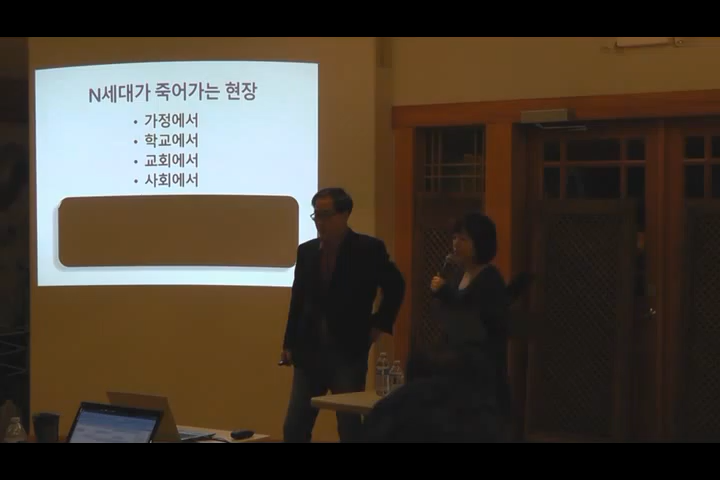 N세대가 죽어가는 현장
• 가정에서
• 학교에서
• 교회에서
• 사회에서